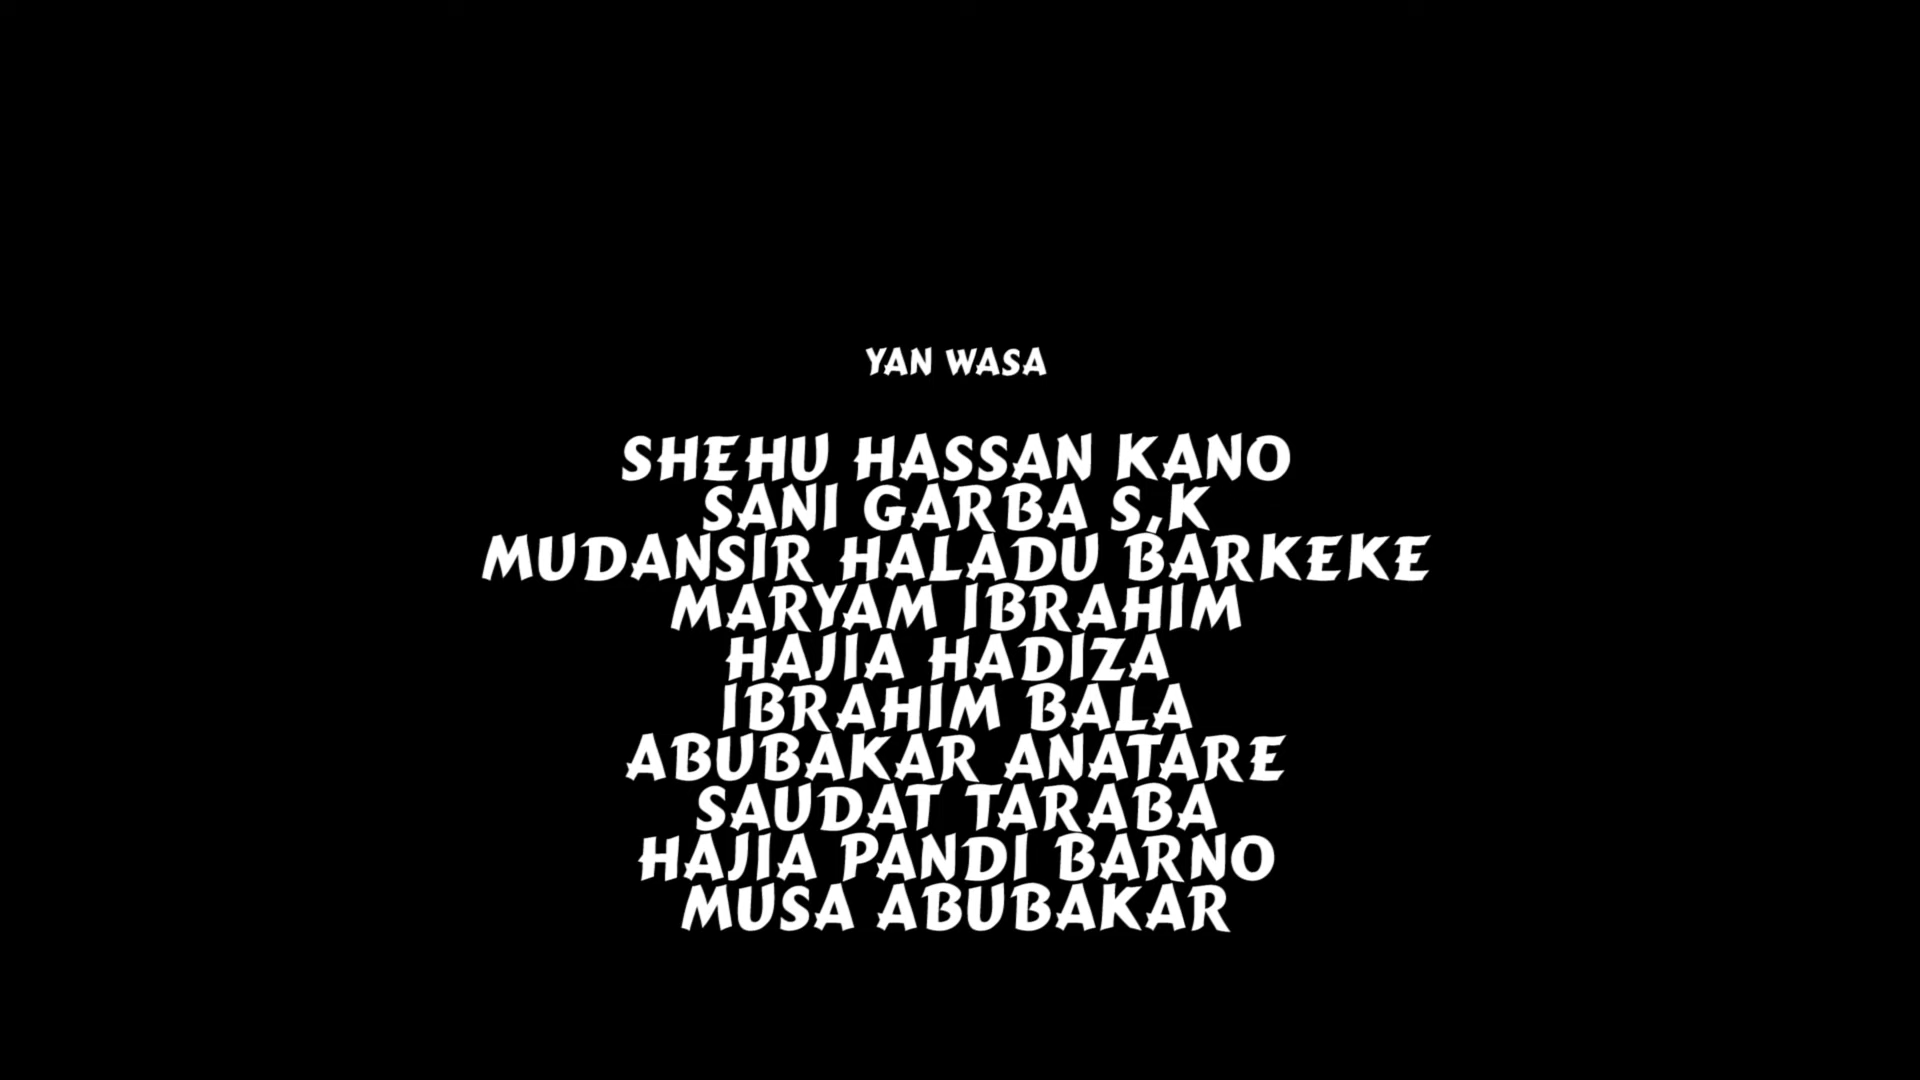 YAN WASA
SHEHU HASSAN KANO
SANI GARBA S,K
MUDANSIR HALADU BARKEKE
MARYAM IBRAHIM
HAJIA HADIZA
IBRAHIM BALA
ABUBAKAR ANATARE
SAUDAT TARABA
HAJIA PANDI BARNO
MUSA ABUBAKAR